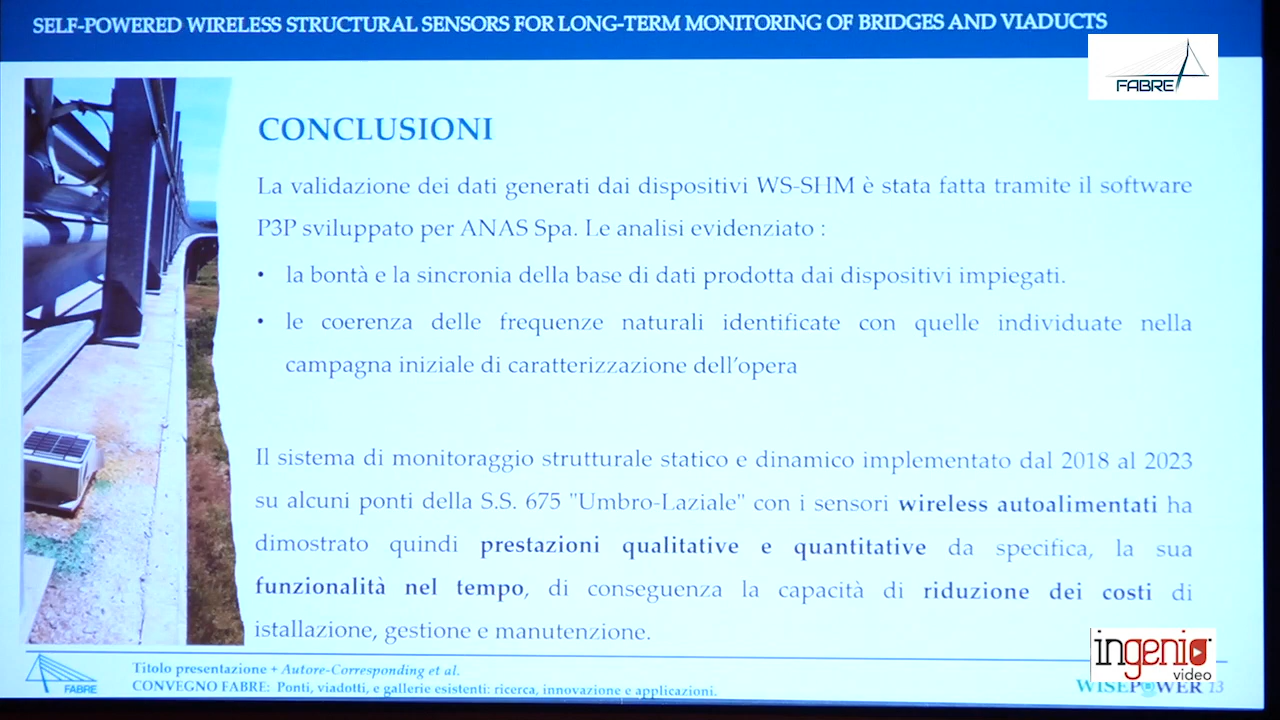 SELF-POWERED WIRELESS STRUCTURAL SENSORS FOR LONG-TERM MONITORING OF BRIDGES AND VIADUCTS
FABRE
CONCLUSIONI
La validazione dei dati generati dai dispositivi WS-SHM è stata fatta tramite il software
P3P sviluppato per ANAS Spa. Le analisi evidenziato :
• la bontà e la sincronia della base di dati prodotta dai dispositivi impiegati.
• le coerenza delle frequenze naturali identificate con quelle individuate nella
campagna iniziale di caratterizzazione dell'opera
Il sistema di monitoraggio strutturale statico e dinamico implementato dal 2018 al 2023
su alcuni ponti della S.S. 675 "Umbro-Laziale" con i sensori wireless autoalimentati ha
dimostrato quindi prestazioni qualitative e quantitative da specifica, la sua
funzionalità nel tempo, di conseguenza la capacità di riduzione dei costi di
istallazione, gestione e manutenzione.
FABRE
Titolo presentazione + Autore-Corresponding et al.
CONVEGNO FABRE: Ponti, viadotti, e gallerie esistenti: ricerca, innovazione e applicazioni.
ingenio
video
WISEPOWER 13